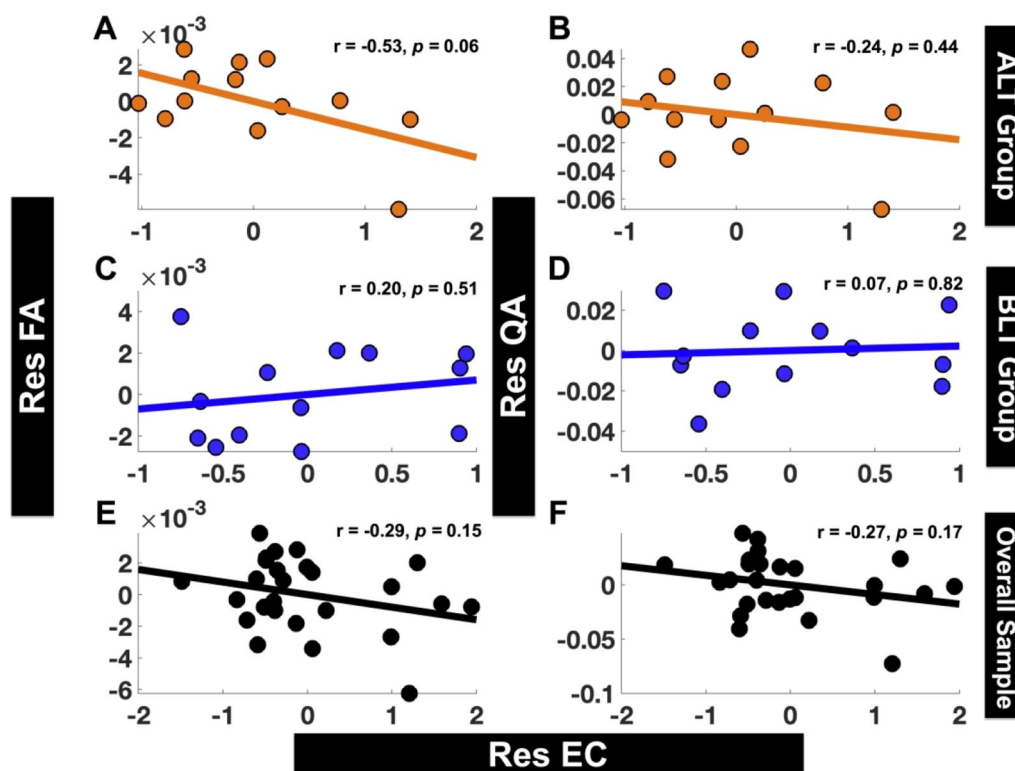 A
×10⁻³
r = -0.53, p = 0.06
2
0
-2
-4
-1 0 1 2
B
r = -0.24, p = 0.44
0.04
0.02
0
-0.02
-0.04
-0.06
-1 0 1 2
ALT Group
Res FA
Res QA
C
×10⁻³
r = 0.20, p = 0.51
4
2
0
-2
-1 -0.5 0 0.5 1
D
r = 0.07, p = 0.82
0.02
0
-0.02
-0.04
-1 -0.5 0 0.5 1
BLT Group
E
×10⁻³
r = -0.29, p = 0.15
2
0
-2
-4
-6
-2 -1 0 1 2
F
r = -0.27, p = 0.17
0
-0.05
-0.1
-2 -1 0 1 2
Overall Sample
Res EC